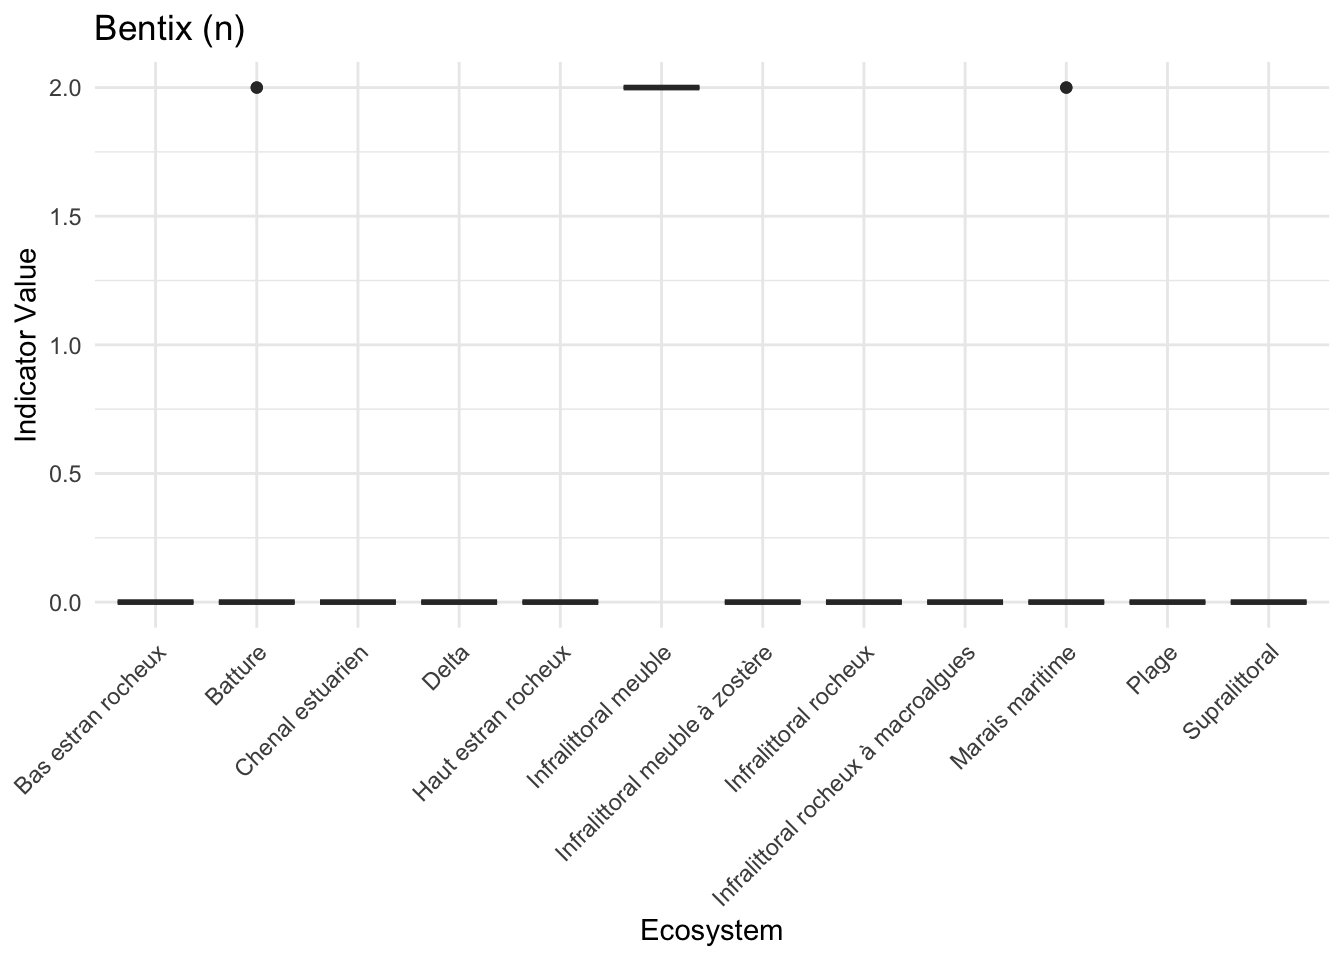 Bentix (n)
Indicator Value
2.0
1.5
1.0
0.5
0.0
Bas estran rocheux
Batture
Chenal estuarien
Delta
Haut estran rocheux
Infralittoral meuble
Infralittoral meuble à zostère
Infralittoral rocheux
Infralittoral rocheux à macroalgues
Marais maritime
Plage
Supralittoral
Ecosystem